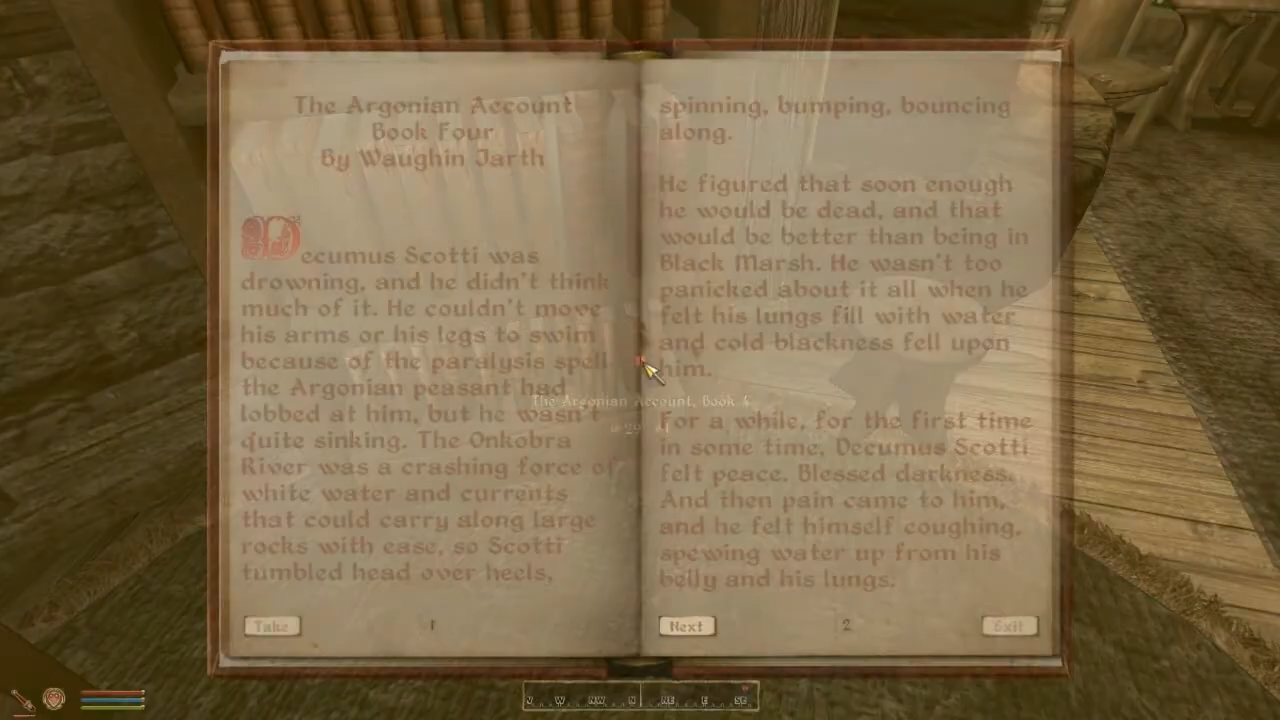 The Argonian Account
Book Four
By Waughin Jarth
Decumus Scotti was
drowning, and he didn't think
much of it. He couldn't move
his arms or his legs to swim
because of the paralysis spell
the Argonian peasant had
lobbed at him, but he wasn't
quite sinking. The Onkobra
River was a crashing force of
white water and currents
that could carry along large
rocks with ease, so Scotti
tumbled head over heels,
Take
1
spinning, bumping, bouncing
along.
He figured that soon enough
he would be dead, and that
would be better than being in
Black Marsh. He wasn't too
panicked about it all when he
felt his lungs fill with water
and cold blackness fell upon
him.
The Argonian Account, Book 4
For a while, for the first time
in some time, Decumus Scotti
felt peace. Blessed darkness.
And then pain came to him,
and he felt himself coughing,
spewing water up from his
belly and his lungs.
Next
2
Exit
W NW N NE E SE